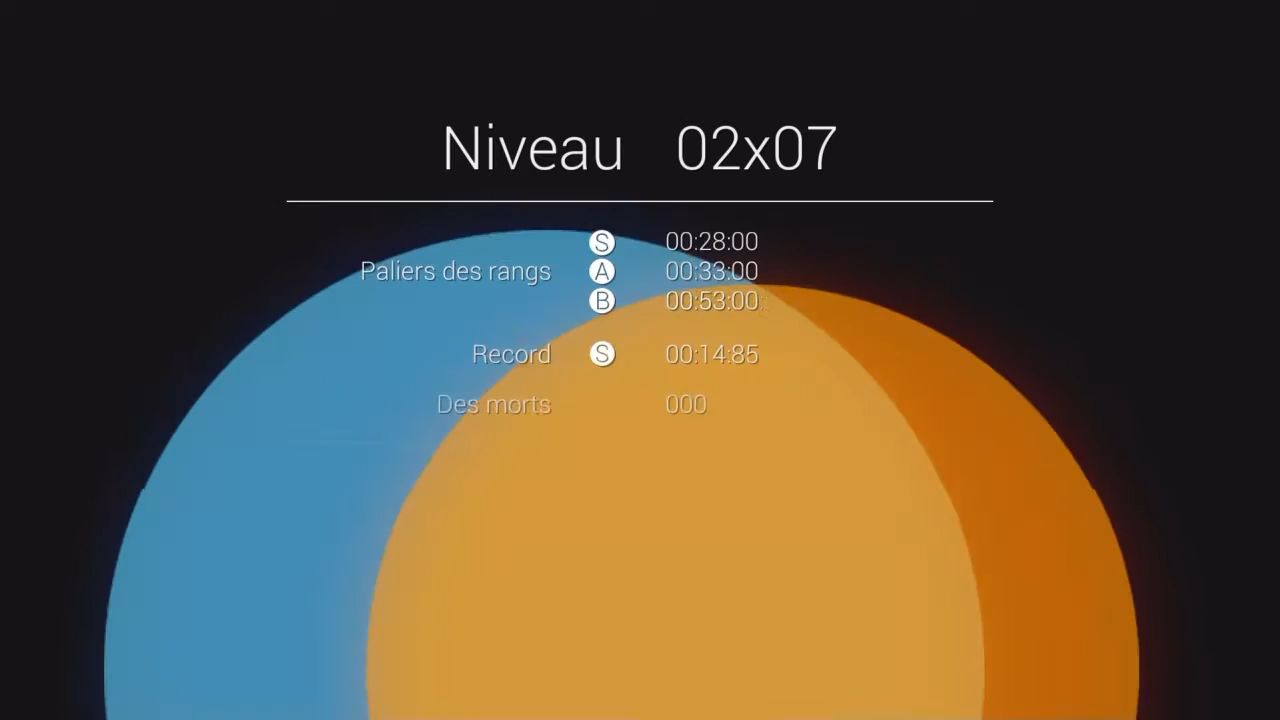 Niveau 02x07
S 00:28:00
Paliers des rangs A 00:33:00
B 00:53:00
Record S 00:14:85
Des morts 000